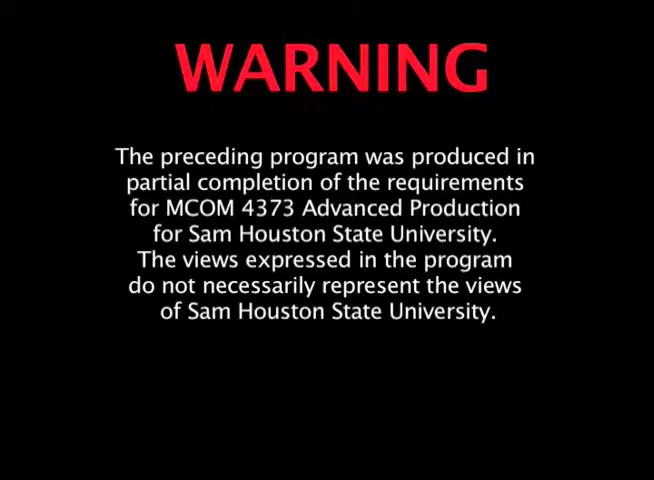 WARNING
The preceding program was produced in
partial completion of the requirements
for MCOM 4373 Advanced Production
for Sam Houston State University.
The views expressed in the program
do not necessarily represent the views
of Sam Houston State University.